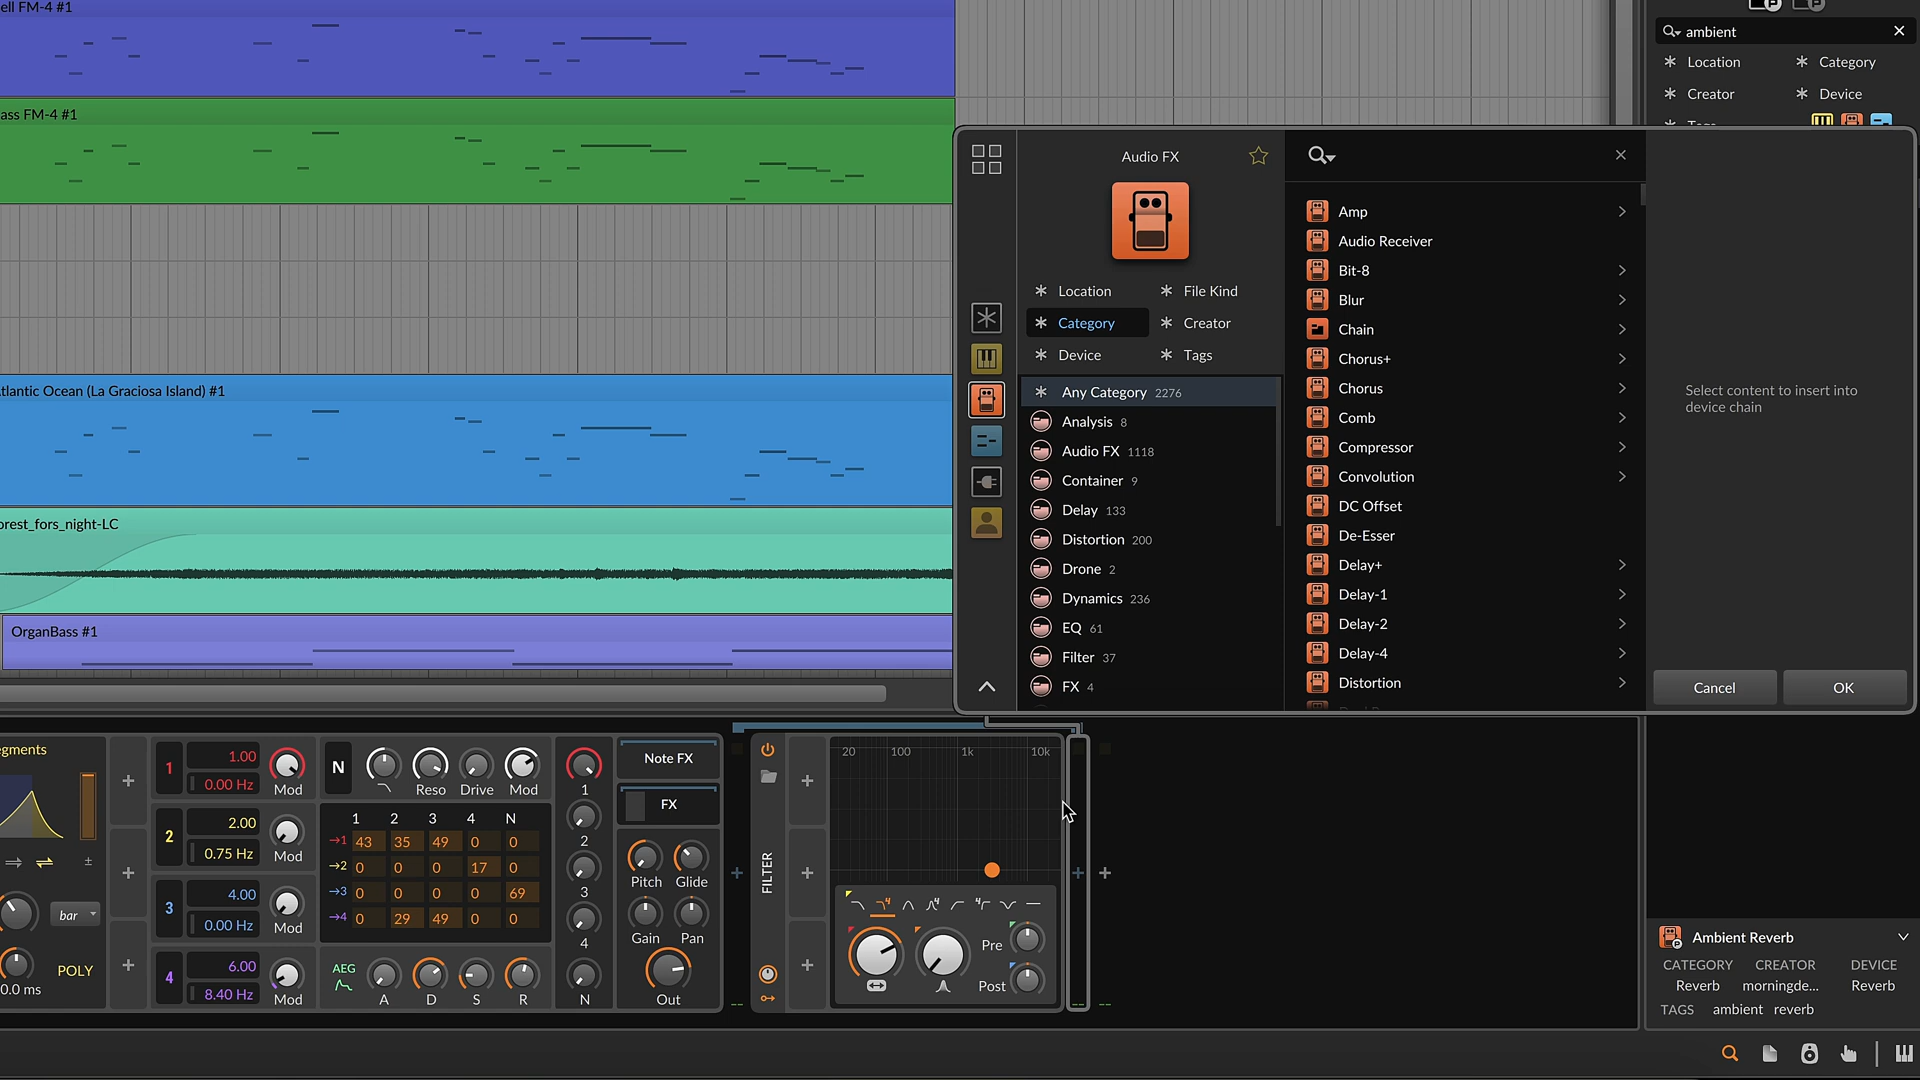 ell FM-4 #1
ass FM-4 #1
tlantic Ocean (La Graciosa Island) #1
orest_fors_night-LC
OrganBass #1
ambient
Location
Category
Creator
Device
Audio FX
Location
File Kind
Category
Creator
Device
Tags
Any Category 2276
Analysis 8
Audio FX 1118
Container 9
Delay 133
Distortion 200
Drone 2
Dynamics 236
EQ 61
Filter 37
FX 4
Amp
Audio Receiver
Bit-8
Blur
Chain
Chorus+
Chorus
Comb
Compressor
Convolution
DC Offset
De-Esser
Delay+
Delay-1
Delay-2
Delay-4
Distortion
Select content to insert into
device chain
Cancel
OK
egments
bar
POLY
0.0 ms
1 1.00
0.00 Hz
Mod
2 2.00
0.75 Hz
Mod
3 4.00
0.00 Hz
Mod
4 6.00
8.40 Hz
Mod
N
Reso
Drive
Mod
1 2 3 4 N
→1 43 35 49 0 0
→2 0 0 0 17 0
→3 0 0 0 0 69
→4 0 29 49 0 0
AEG
A
D
S
R
1
2
3
4
N
Note FX
FX
Pitch
Glide
Gain
Pan
Out
FILTER
20 100 1k 10k
Pre
Post
Ambient Reverb
CATEGORY CREATOR DEVICE
Reverb morningde... Reverb
TAGS ambient reverb